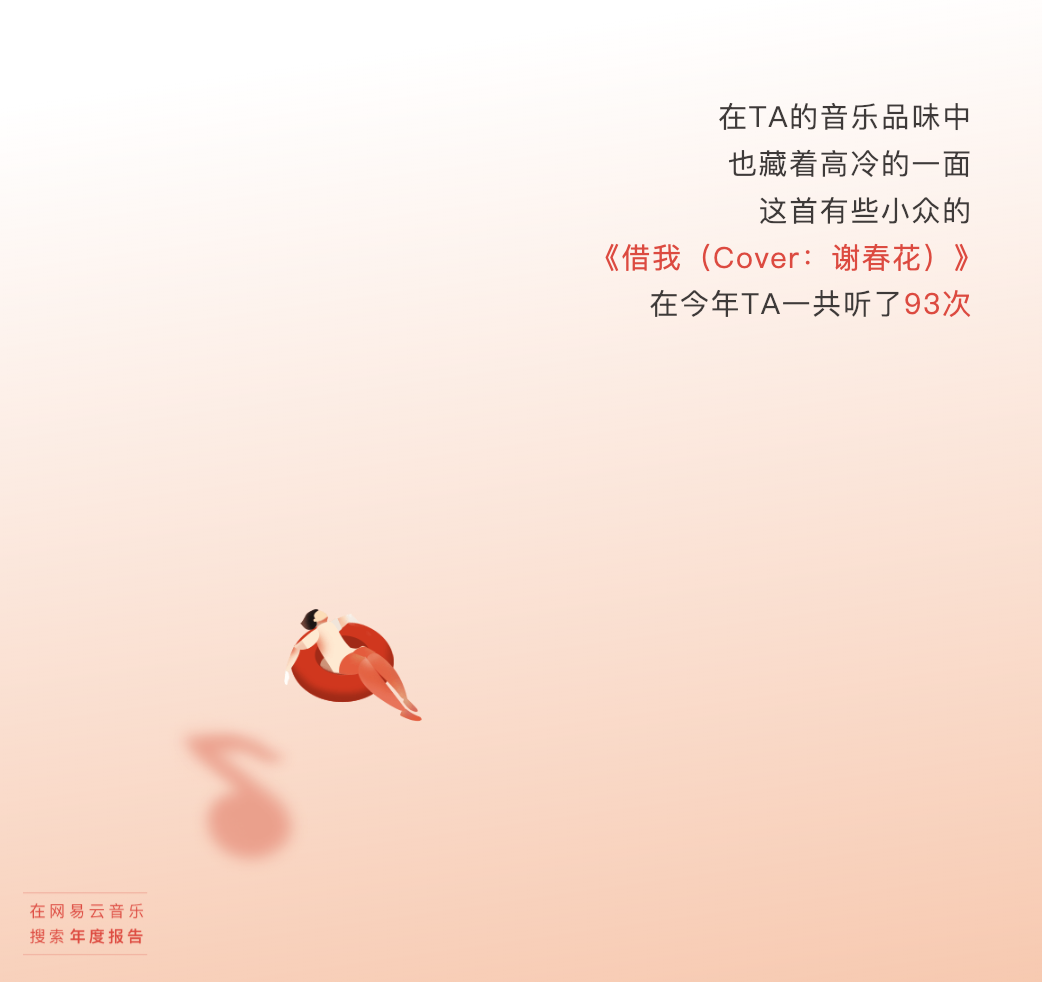 在TA的音乐品味中
也藏着高冷的一面
这首有些小众的
《借我（Cover：谢春花）》
在今年TA一共听了93次
在网易云音乐
搜索年度报告